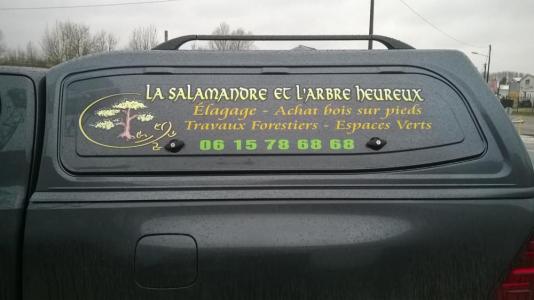 La Salamandre et l'arbre heureux
Élagage - Achat bois sur pieds
Travaux Forestiers - Espaces Verts
06 15 78 68 68